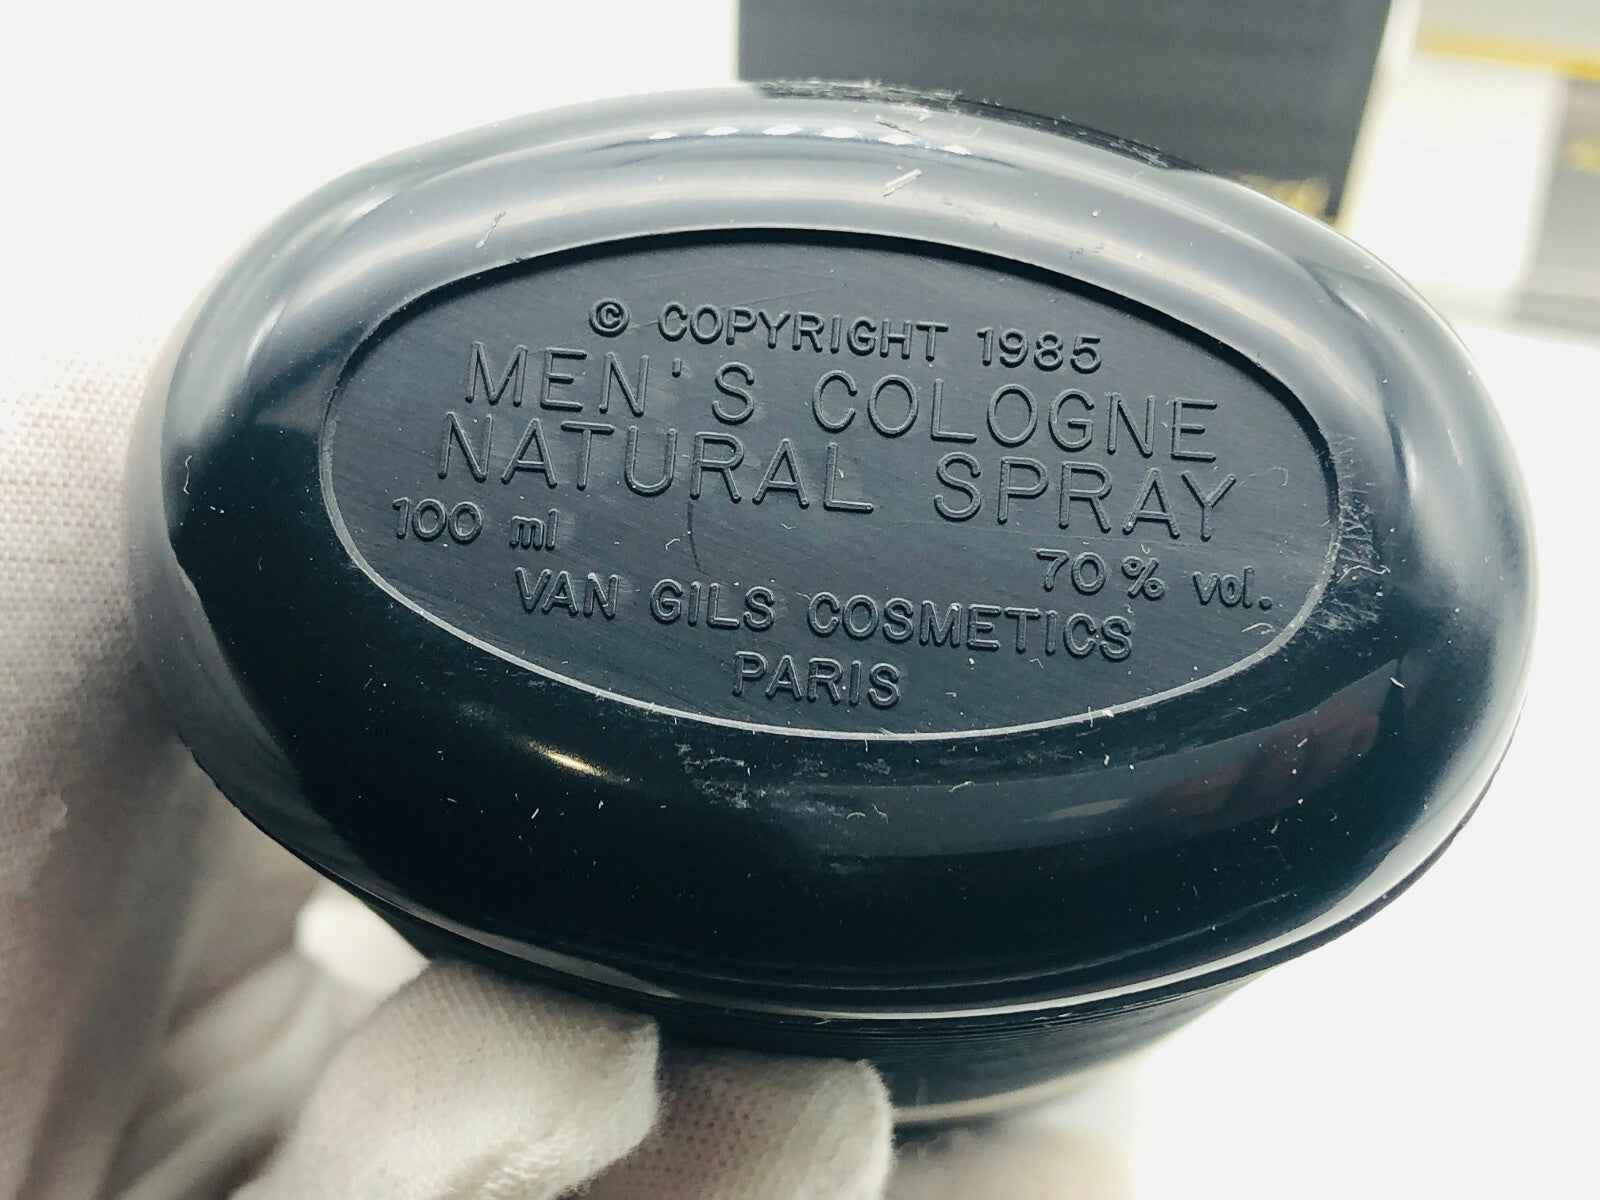 © COPYRIGHT 1985
MEN'S COLOGNE
NATURAL SPRAY
100 ml
70% vol.
VAN GILS COSMETICS
PARIS